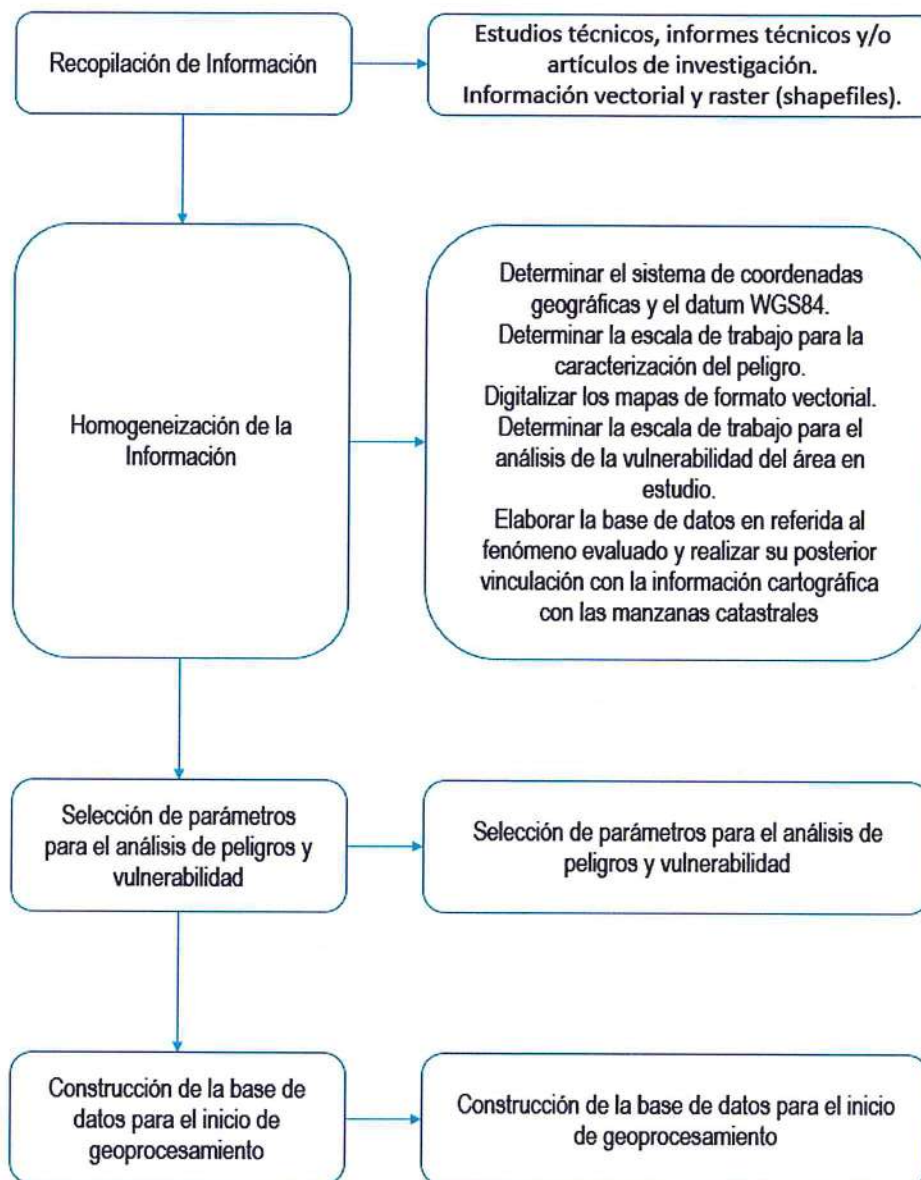 Recopilación de Información
Estudios técnicos, informes técnicos y/o
artículos de investigación.
Información vectorial y raster (shapefiles).
Homogeneización de la
Información
Determinar el sistema de coordenadas
geográficas y el datum WGS84.
Determinar la escala de trabajo para la
caracterización del peligro.
Digitalizar los mapas de formato vectorial.
Determinar la escala de trabajo para el
análisis de la vulnerabilidad del área en
estudio.
Elaborar la base de datos en referida al
fenómeno evaluado y realizar su posterior
vinculación con la información cartográfica
con las manzanas catastrales
Selección de parámetros
para el análisis de peligros y
vulnerabilidad
Selección de parámetros para el análisis de
peligros y vulnerabilidad
Construcción de la base de
datos para el inicio de
geoprocesamiento
Construcción de la base de datos para el inicio
de geoprocesamiento